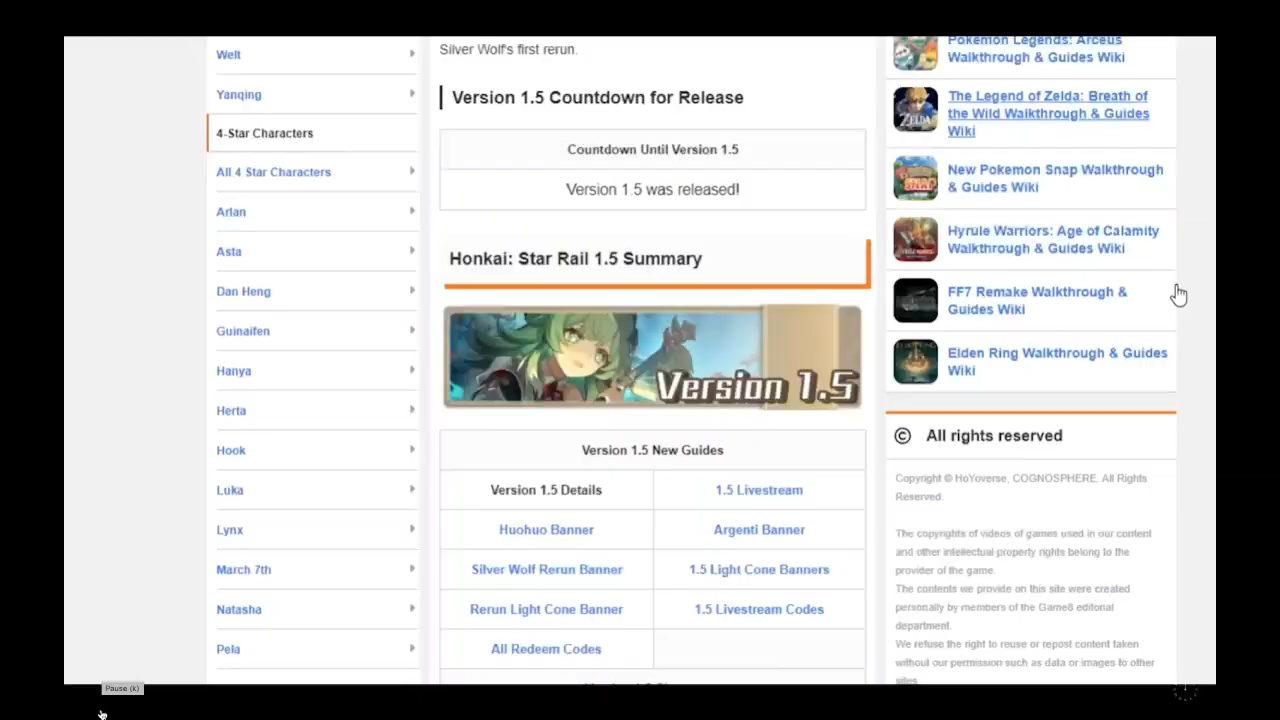 Welt
Yanqing
4-Star Characters
All 4 Star Characters
Arlan
Asta
Dan Heng
Guinaifen
Hanya
Herta
Hook
Luka
Lynx
March 7th
Natasha
Pela
Silver Wolf's first rerun.
Version 1.5 Countdown for Release
Countdown Until Version 1.5
Version 1.5 was released!
Honkai: Star Rail 1.5 Summary
Version 1.5
Version 1.5 New Guides
Version 1.5 Details
1.5 Livestream
Huohuo Banner
Argenti Banner
Silver Wolf Rerun Banner
1.5 Light Cone Banners
Rerun Light Cone Banner
1.5 Livestream Codes
All Redeem Codes
Pokemon Legends: Arceus
Walkthrough & Guides Wiki
The Legend of Zelda: Breath of
the Wild Walkthrough & Guides
Wiki
New Pokemon Snap Walkthrough
& Guides Wiki
Hyrule Warriors: Age of Calamity
Walkthrough & Guides Wiki
FF7 Remake Walkthrough &
Guides Wiki
Elden Ring Walkthrough & Guides
Wiki
© All rights reserved
Copyright © HoYoverse, COGNOSPHERE. All Rights
Reserved.
The copyrights of videos of games used in our content
and other intellectual property rights belong to the
provider of the game.
The contents we provide on this site were created
personally by members of the Game8 editorial
department.
We refuse the right to reuse or repost content taken
without our permission such as data or images to other
sites.
Pause (k)